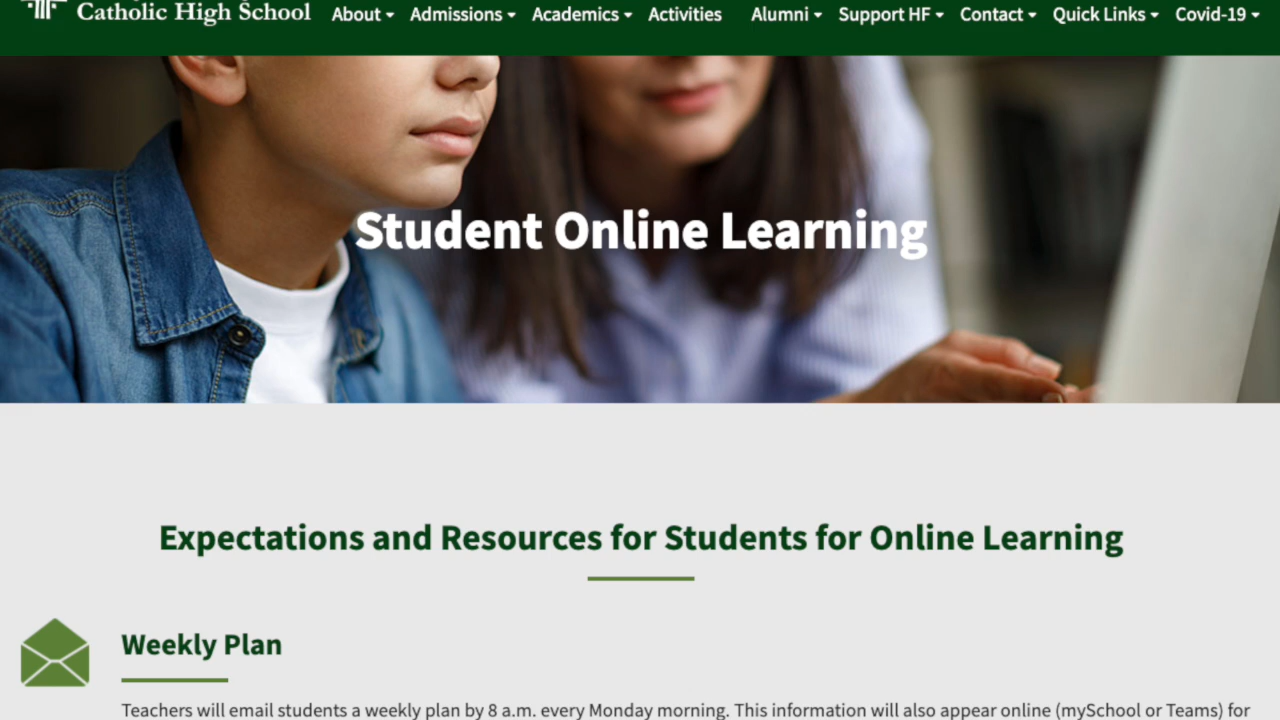 Catholic High School About Admissions Academics Activities Alumni Support HF Contact Quick Links Covid-19
Student Online Learning
Expectations and Resources for Students for Online Learning
Weekly Plan
Teachers will email students a weekly plan by 8 a.m. every Monday morning. This information will also appear online (mySchool or Teams) for